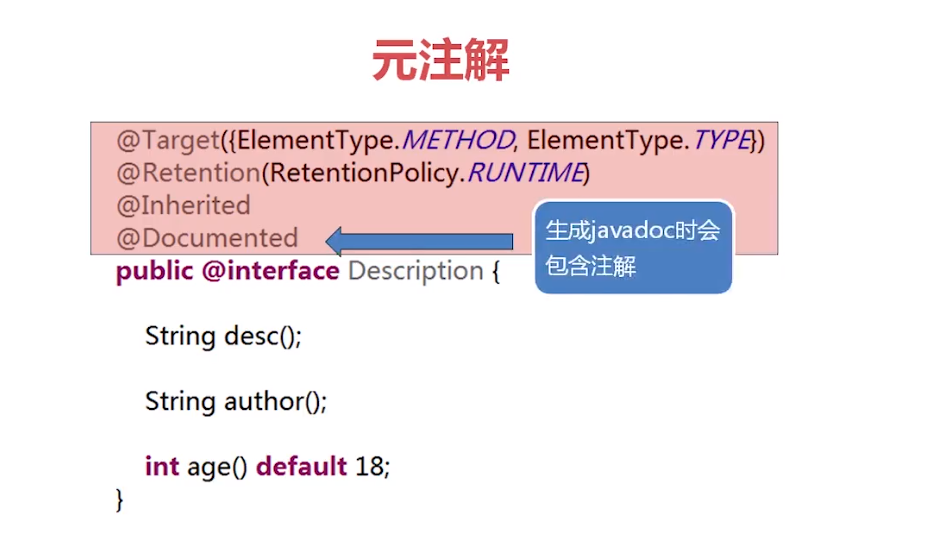 元注解
@Target({ElementType.METHOD, ElementType.TYPE})
@Retention(RetentionPolicy.RUNTIME)
@Inherited
@Documented
生成javadoc时会
包含注解
public @interface Description {
String desc();
String author();
int age() default 18;
}